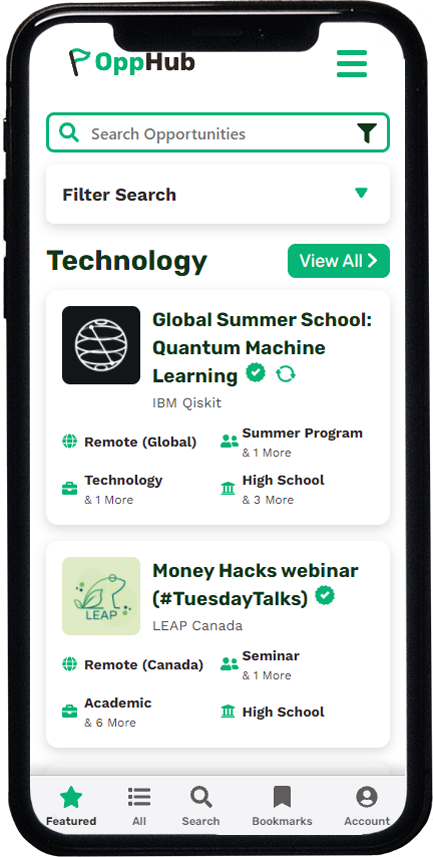 OppHub
Search Opportunities
Filter Search
Technology
View All
Global Summer School:
Quantum Machine
Learning
IBM Qiskit
Remote (Global)
Summer Program
& 1 More
Technology
& 1 More
High School
& 3 More
LEAP
Money Hacks webinar
(#TuesdayTalks)
LEAP Canada
Remote (Canada)
Seminar
& 1 More
Academic
& 6 More
High School
Featured
All
Search
Bookmarks
Account